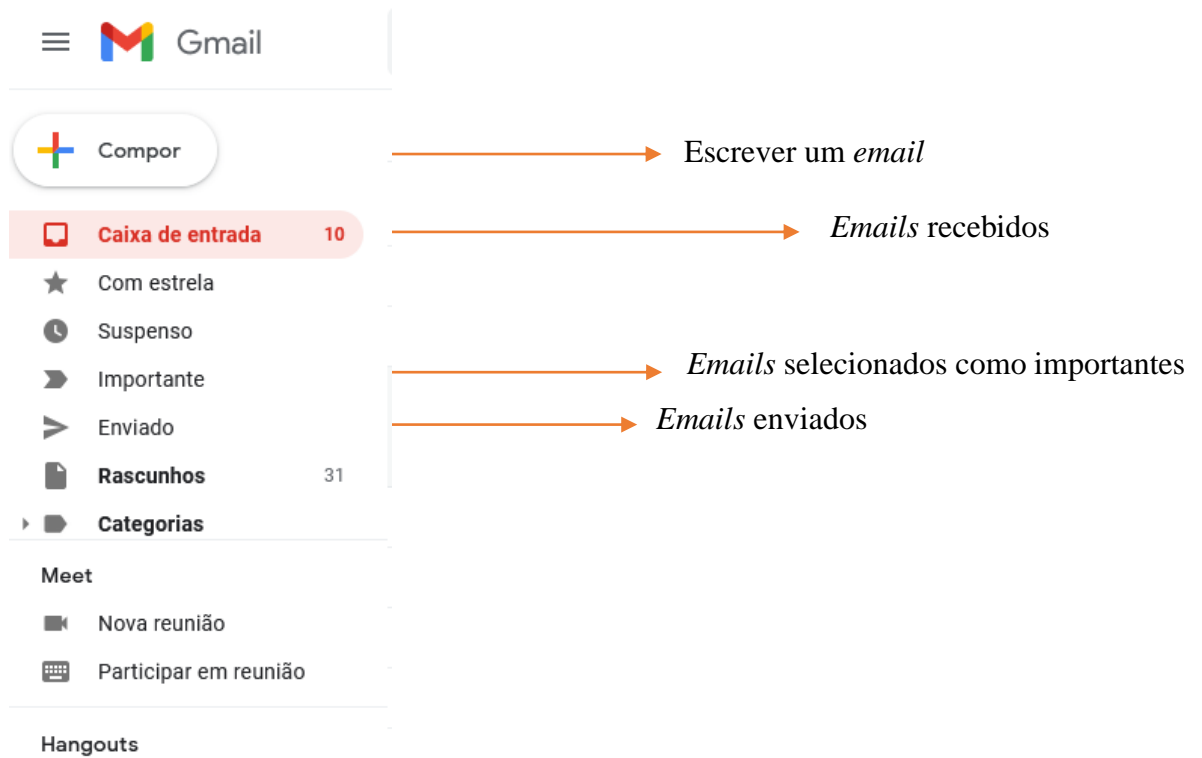 Gmail
Compor
Escrever um email
Caixa de entrada 10
Emails recebidos
Com estrela
Suspenso
Importante
Emails selecionados como importantes
Enviado
Emails enviados
Rascunhos 31
Categorias
Meet
Nova reunião
Participar em reunião
Hangouts